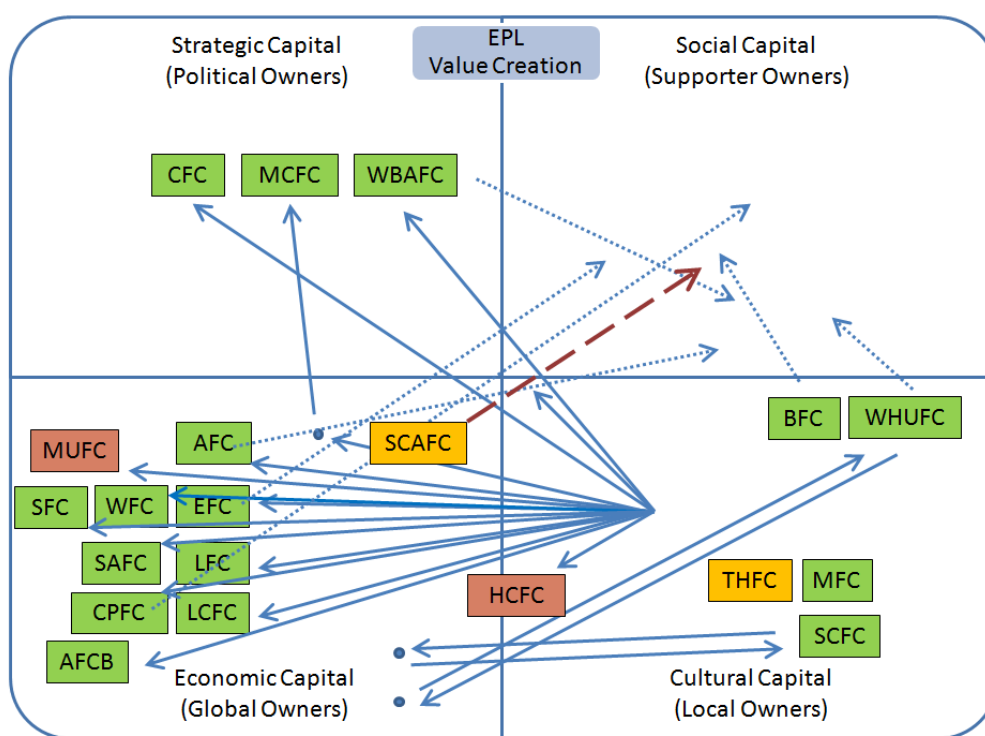 Strategic Capital
(Political Owners)
EPL
Value Creation
Social Capital
(Supporter Owners)
CFC
MCFC
WBAFC
MUFC
AFC
SCAFC
BFC
WHUFC
SFC
WFC
EFC
SAFC
LFC
HCFC
THFC
MFC
CPFC
LCFC
SCFC
AFCB
Economic Capital
(Global Owners)
Cultural Capital
(Local Owners)